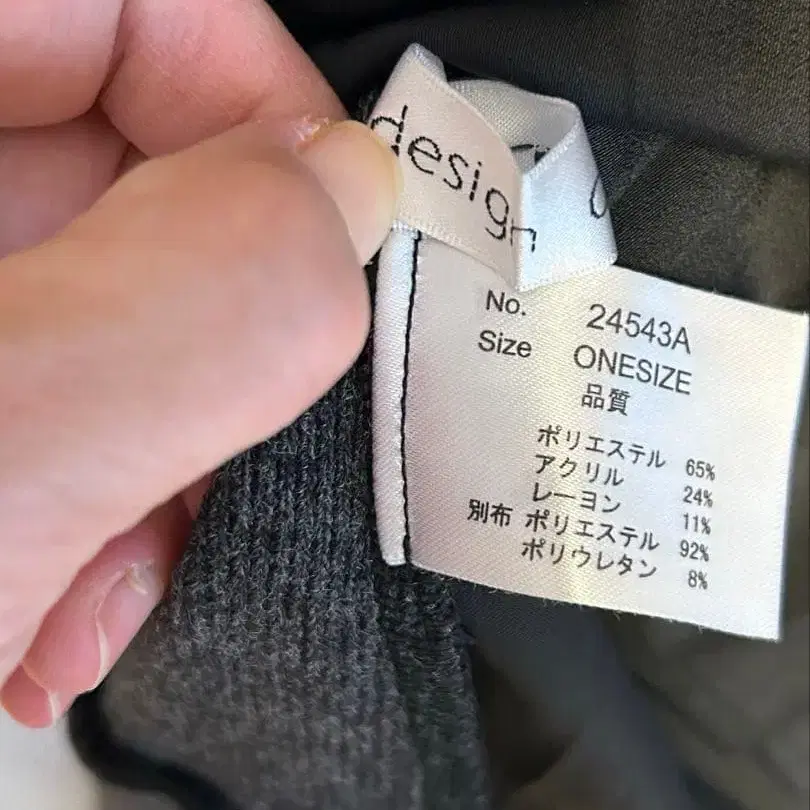 design
No. 24543A
Size ONESIZE
品質
ポリエステル 65%
アクリル 24%
レーヨン 11%
別布 ポリエステル 92%
ポリウレタン 8%